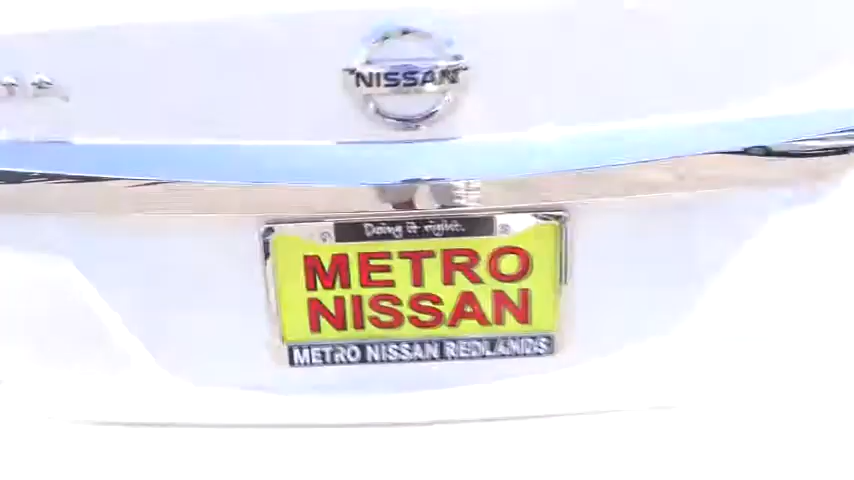 NISSAN
Doing it right.
METRO
NISSAN
METRO NISSAN REDLANDS